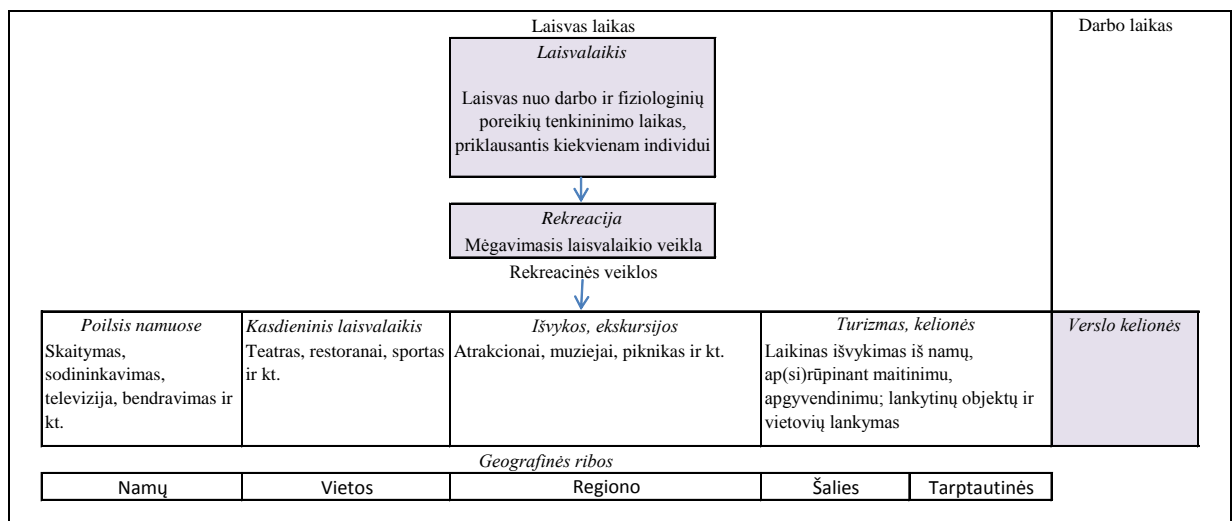 Laisvas laikas
Darbo laikas
Laisvalaikis
Laisvas nuo darbo ir fiziologinių
poreikių tenkininimo laikas,
priklausantis kiekvienam individui
Rekreacija
Mėgavimasis laisvalaikio veikla
Rekreacinės veiklos
Poilsis namuose
Skaitymas,
sodininkavimas,
televizija, bendravimas ir
kt.
Kasdieninis laisvalaikis
Teatras, restoranai, sportas
ir kt.
Išvykos, ekskursijos
Atrakcionai, muziejai, piknikas ir kt.
Turizmas, kelionės
Laikinas išvykimas iš namų,
ap(si)rūpinant maitinimu,
apgyvendinimu; lankytinų objektų ir
vietovių lankymas
Verslo kelionės
Geografinės ribos
Namų
Vietos
Regiono
Šalies
Tarptautinės